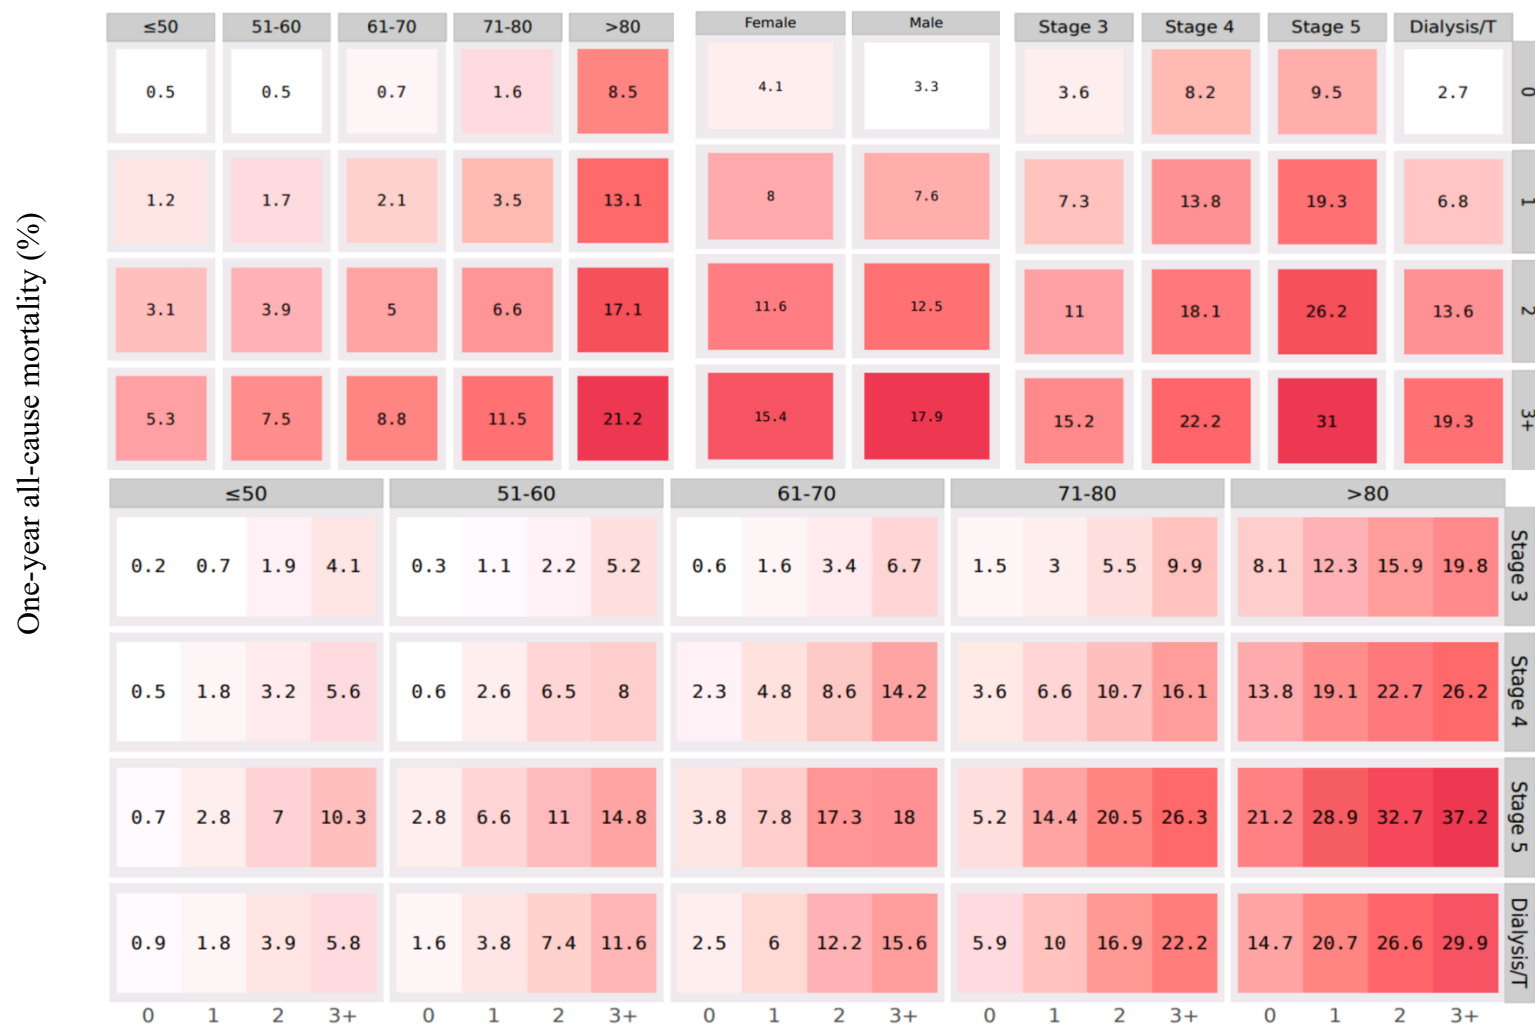 One-year all-cause mortality (%)
≤50 51-60 61-70 71-80 >80 Female Male Stage 3 Stage 4 Stage 5 Dialysis/T
0.5 0.5 0.7 1.6 8.5 4.1 3.3 3.6 8.2 9.5 2.7 0
1.2 1.7 2.1 3.5 13.1 8 7.6 7.3 13.8 19.3 6.8 1
3.1 3.9 5 6.6 17.1 11.6 12.5 11 18.1 26.2 13.6 2
5.3 7.5 8.8 11.5 21.2 15.4 17.9 15.2 22.2 31 19.3 3+
≤50 51-60 61-70 71-80 >80
0.2 0.7 1.9 4.1 0.3 1.1 2.2 5.2 0.6 1.6 3.4 6.7 1.5 3 5.5 9.9 8.1 12.3 15.9 19.8 Stage 3
0.5 1.8 3.2 5.6 0.6 2.6 6.5 8 2.3 4.8 8.6 14.2 3.6 6.6 10.7 16.1 13.8 19.1 22.7 26.2 Stage 4
0.7 2.8 7 10.3 2.8 6.6 11 14.8 3.8 7.8 17.3 18 5.2 14.4 20.5 26.3 21.2 28.9 32.7 37.2 Stage 5
0.9 1.8 3.9 5.8 1.6 3.8 7.4 11.6 2.5 6 12.2 15.6 5.9 10 16.9 22.2 14.7 20.7 26.6 29.9 Dialysis/T
0 1 2 3+ 0 1 2 3+ 0 1 2 3+ 0 1 2 3+ 0 1 2 3+